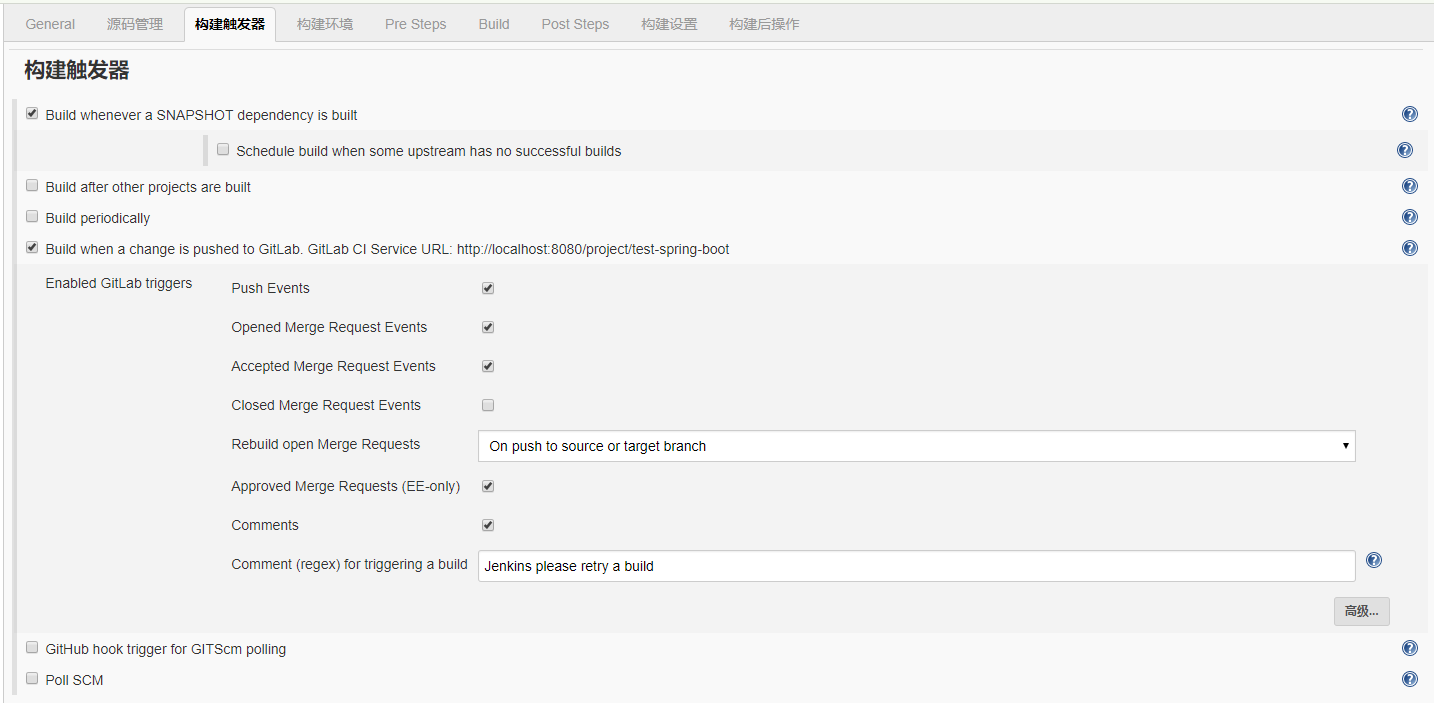 General 源码管理 构建触发器 构建环境 Pre Steps Build Post Steps 构建设置 构建后操作
构建触发器
Build whenever a SNAPSHOT dependency is built
Schedule build when some upstream has no successful builds
Build after other projects are built
Build periodically
Build when a change is pushed to GitLab. GitLab CI Service URL: http://localhost:8080/project/test-spring-boot
Enabled GitLab triggers
Push Events
Opened Merge Request Events
Accepted Merge Request Events
Closed Merge Request Events
Rebuild open Merge Requests On push to source or target branch
Approved Merge Requests (EE-only)
Comments
Comment (regex) for triggering a build Jenkins please retry a build
高级...
GitHub hook trigger for GITScm polling
Poll SCM